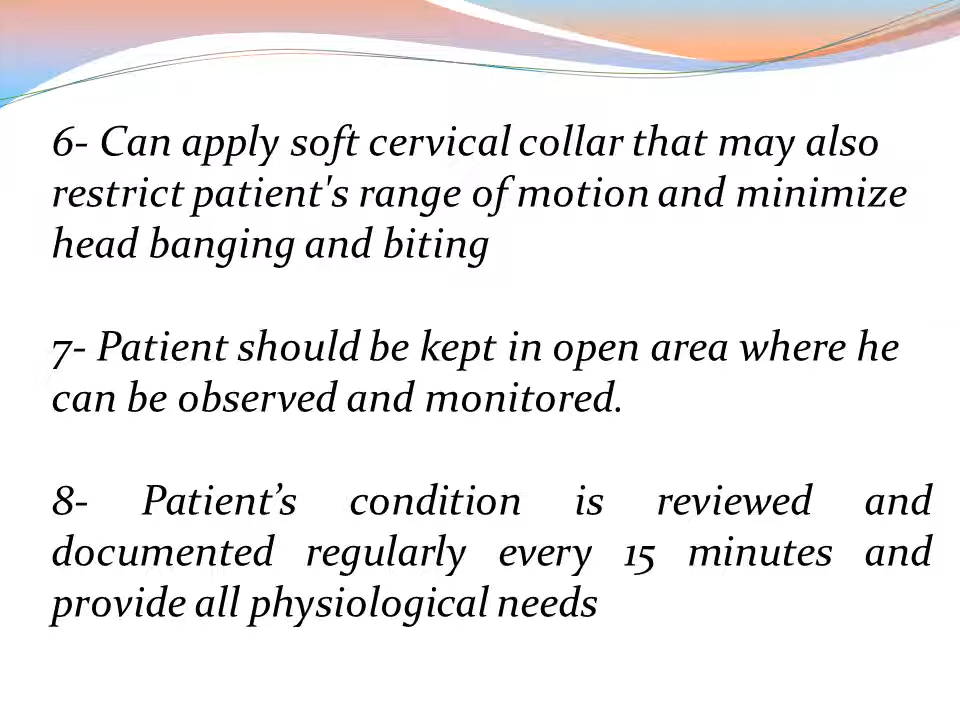 6- Can apply soft cervical collar that may also
restrict patient's range of motion and minimize
head banging and biting
7- Patient should be kept in open area where he
can be observed and monitored.
8- Patient’s condition is reviewed and
documented regularly every 15 minutes and
provide all physiological needs